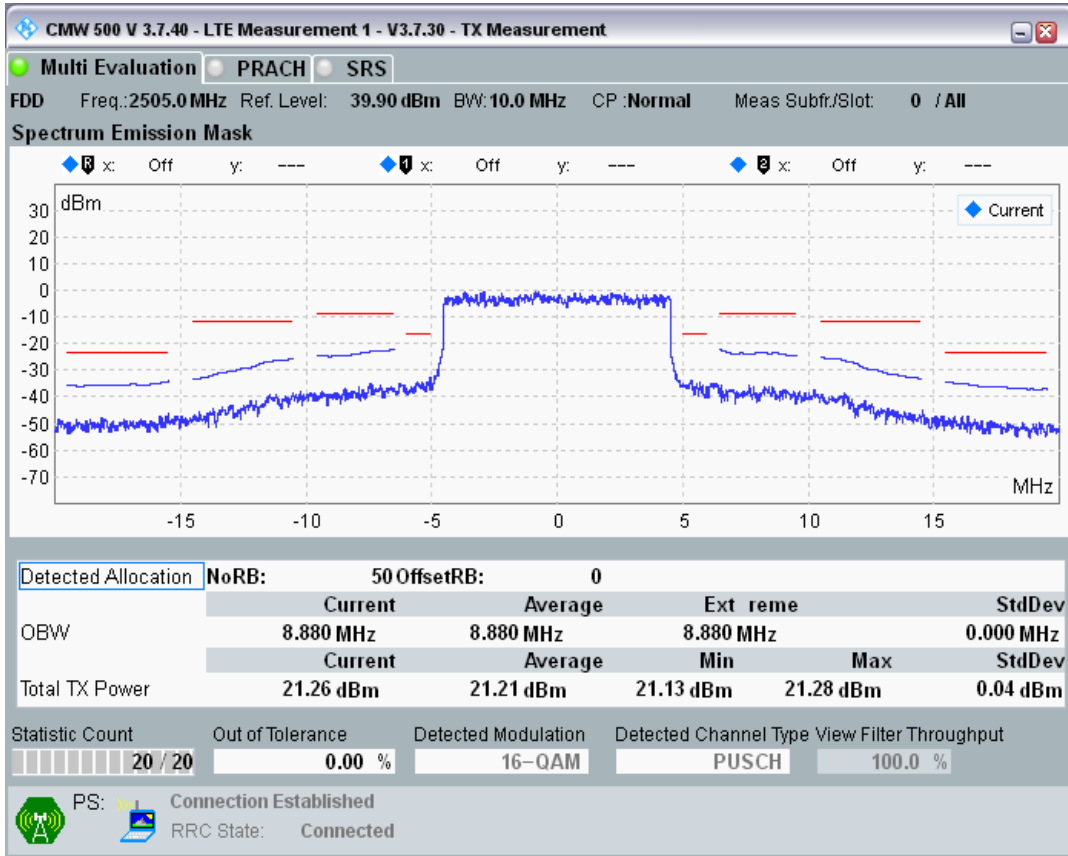 CMW 500 V 3.7.40 - LTE Measurement 1 - V3.7.30 - TX Measurement
Multi Evaluation PRACH SRS
FDD Freq.:2505.0 MHz Ref. Level: 39.90 dBm BW: 10.0 MHz CP :Normal Meas Subfr./Slot: 0 / All
Spectrum Emission Mask
R x: Off y: --- 1 x: Off y: --- 2 x: Off y: ---
dBm
Current
30
20
10
0
-10
-20
-30
-40
-50
-60
-70
MHz
-15 -10 -5 0 5 10 15
Detected Allocation NoRB: 50 OffsetRB: 0
Current Average Ext reme StdDev
OBW 8.880 MHz 8.880 MHz 8.880 MHz 0.000 MHz
Current Average Min Max StdDev
Total TX Power 21.26 dBm 21.21 dBm 21.13 dBm 21.28 dBm 0.04 dBm
Statistic Count Out of Tolerance Detected Modulation Detected Channel Type View Filter Throughput
20 / 20 0.00 % 16-QAM PUSCH 100.0 %
PS: Connection Established
RRC State: Connected